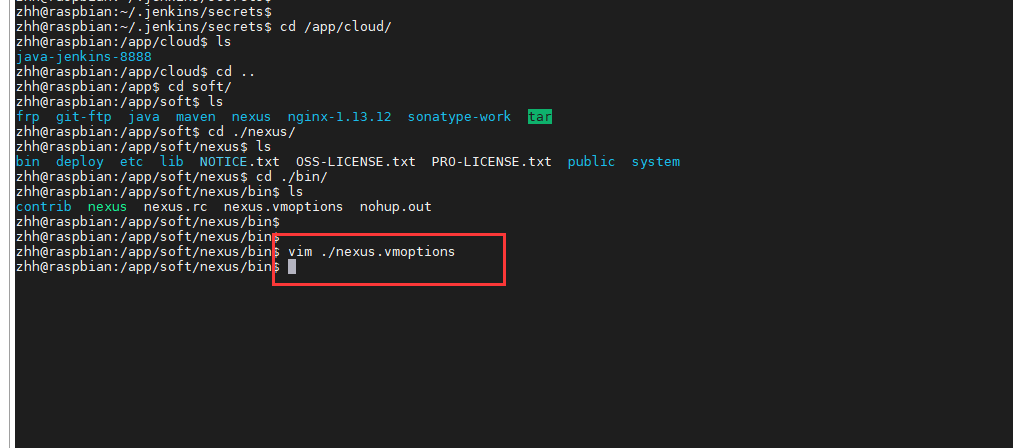 zhh@raspbian:~/.jenkins/secrets$
zhh@raspbian:~/.jenkins/secrets$ cd /app/cloud/
zhh@raspbian:/app/cloud$ ls
java-jenkins-8888
zhh@raspbian:/app/cloud$ cd ..
zhh@raspbian:/app$ cd soft/
zhh@raspbian:/app/soft$ ls
frp git-ftp java maven nexus nginx-1.13.12 sonatype-work tar
zhh@raspbian:/app/soft$ cd ./nexus/
zhh@raspbian:/app/soft/nexus$ ls
bin deploy etc lib NOTICE.txt OSS-LICENSE.txt PRO-LICENSE.txt public system
zhh@raspbian:/app/soft/nexus$ cd ./bin/
zhh@raspbian:/app/soft/nexus/bin$ ls
contrib nexus nexus.rc nexus.vmoptions nohup.out
zhh@raspbian:/app/soft/nexus/bin$
zhh@raspbian:/app/soft/nexus/bin$
zhh@raspbian:/app/soft/nexus/bin$ vim ./nexus.vmoptions
zhh@raspbian:/app/soft/nexus/bin$